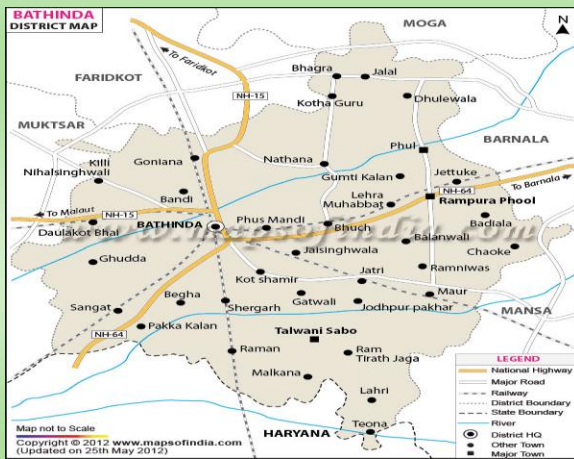 BATHINDA
DISTRICT MAP
MOGA
N
To Faridkot
FARIDKOT
Bhagra
Jalal
NH-15
Kotha Guru
Dhulewala
MUKTSAR
Phul
BARNALA
Killi
Nihalsinghwali
Goniana
Nathana
Gumti Kalan
Jettuke
Bandi
Lehra
Muhabbat
NH-64
To Barnala
Rampura Phool
To Malaut
NH-15
BATHINDA
Phus Mandi
Bhuch
Badiala
www.mapsofindia.com
Daulakot Bhai
Balanwali
Chaoke
Ghudda
Jaisinghwala
Ramniwas
Kot shamir
Jatri
Maur
Begha
Gatwali
Sangat
Shergarh
Jodhpur pakhar
MANSA
NH-64
Pakka Kalan
Talwani Sabo
Raman
Ram
Tirath Jaga
Malkana
Lahri
Teona
HARYANA
LEGEND
National Highway
Major Road
Railway
District Boundary
State Boundary
River
District HQ
Other Town
Major Town
Map not to Scale
Copyright © 2012 www.mapsofindia.com
(Updated on 25th May 2012)